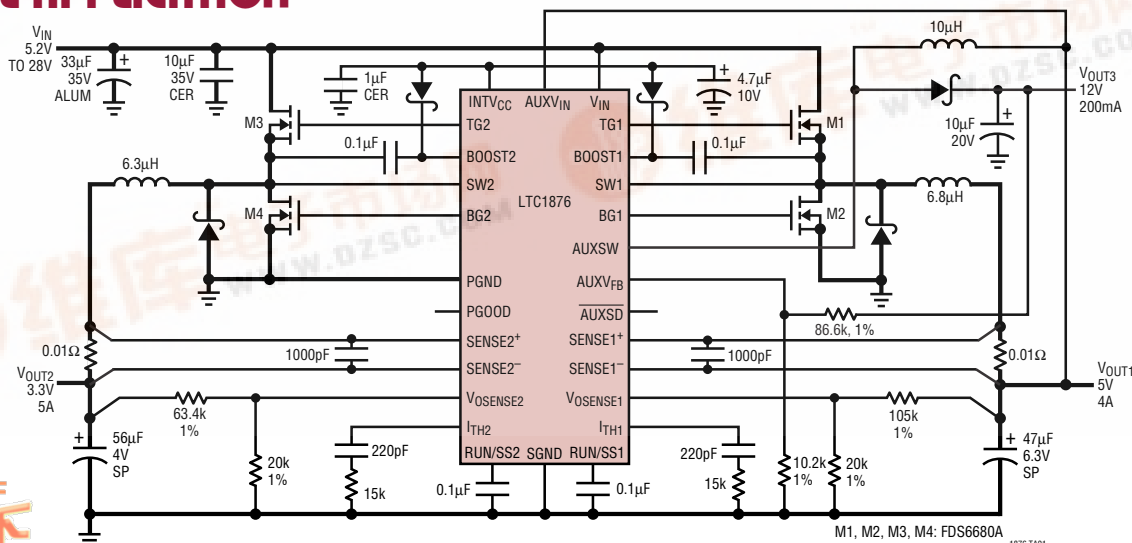 VIN
5.2V
TO 28V
33µF
35V
ALUM
+
10µF
35V
CER
1µF
CER
4.7µF
10V
+
10µH
VOUT3
12V
200mA
10µF
20V
+
INTVCC
AUXVIN
VIN
M3
TG2
TG1
M1
0.1µF
BOOST2
BOOST1
0.1µF
6.3µH
SW2
SW1
6.8µH
LTC1876
M4
BG2
BG1
M2
AUXSW
PGND
AUXVFB
PGOOD
AUXSD
86.6k, 1%
SENSE2+
SENSE1+
0.01Ω
1000pF
1000pF
0.01Ω
SENSE2–
SENSE1–
VOUT2
3.3V
5A
VOUT1
5V
4A
63.4k
1%
VOSENSE2
VOSENSE1
105k
1%
56µF
4V
SP
+
ITH2
ITH1
47µF
6.3V
SP
+
20k
1%
220pF
15k
RUN/SS2
SGND
RUN/SS1
220pF
15k
10.2k
1%
20k
1%
0.1µF
0.1µF
M1, M2, M3, M4: FDS6680A
1876 TA01
www.dzsc.com